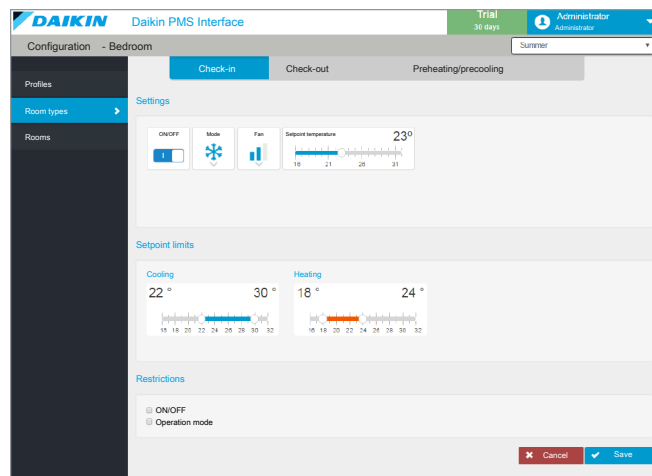 DAIKIN Daikin PMS Interface Trial 30 days Administrator Administrator
Configuration - Bedroom Summer
Check-in Check-out Preheating/precooling
Profiles
Room types
Rooms
Settings
ON/OFF Mode Fan Setpoint temperature 23°
I
16 21 26 31
Setpoint limits
Cooling Heating
22 ° 30 ° 18 ° 24 °
16 18 20 22 24 26 28 30 32 16 18 20 22 24 26 28 30 32
Restrictions
ON/OFF
Operation mode
Cancel Save